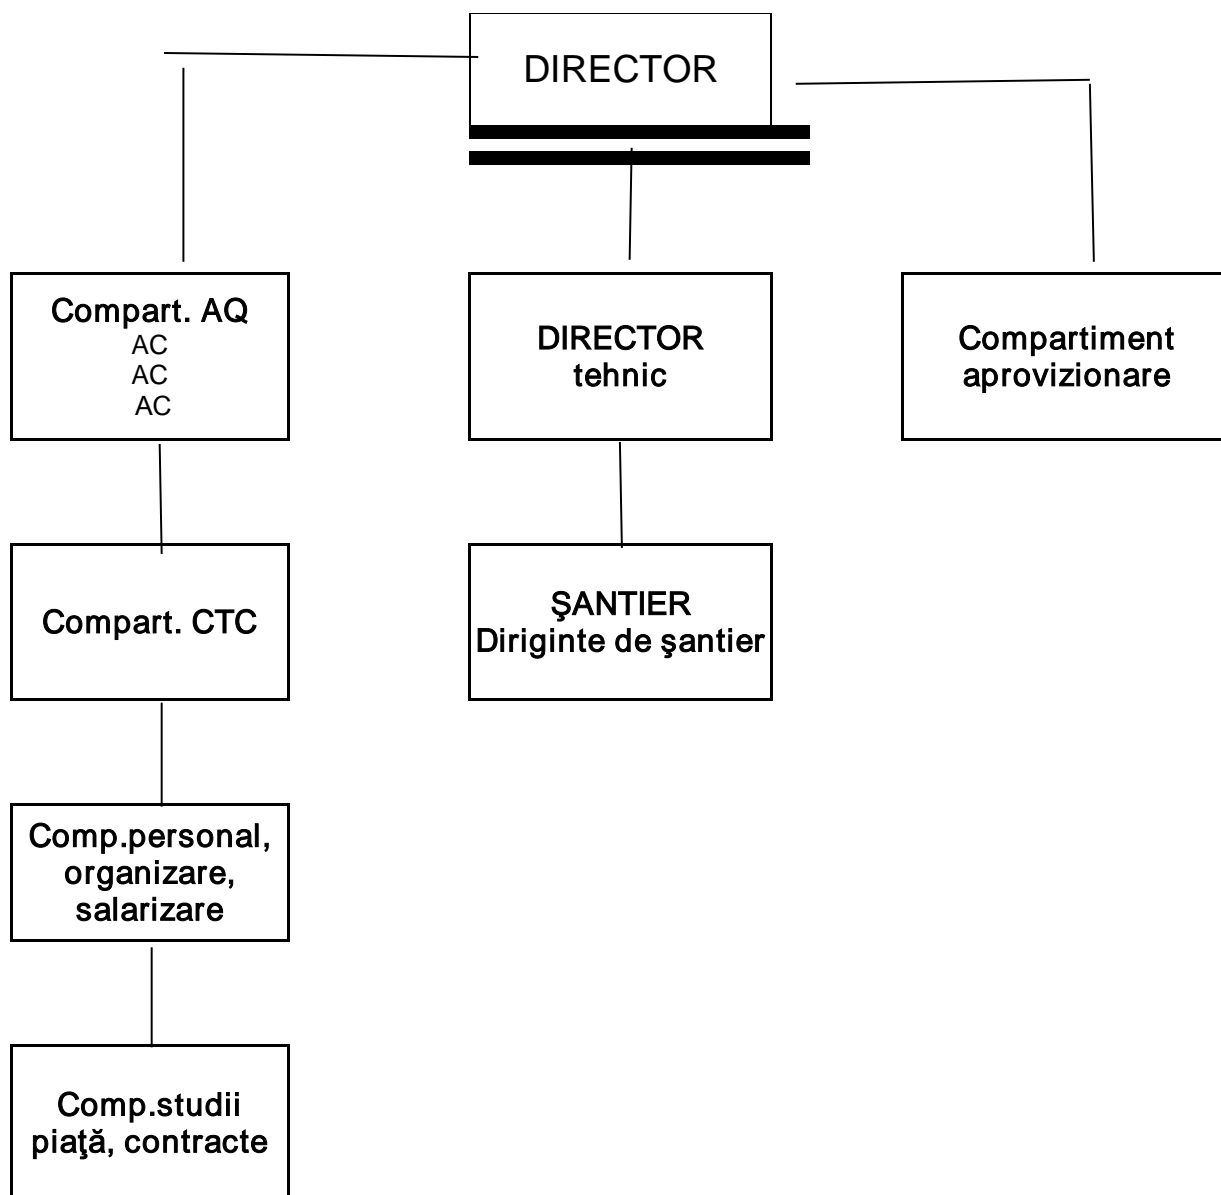 DIRECTOR
Compart. AQ
AC
AC
AC
DIRECTOR
tehnic
Compartiment
aprovizionare
Compart. CTC
ŞANTIER
Diriginte de şantier
Comp.personal,
organizare,
salarizare
Comp.studii
piaţă, contracte